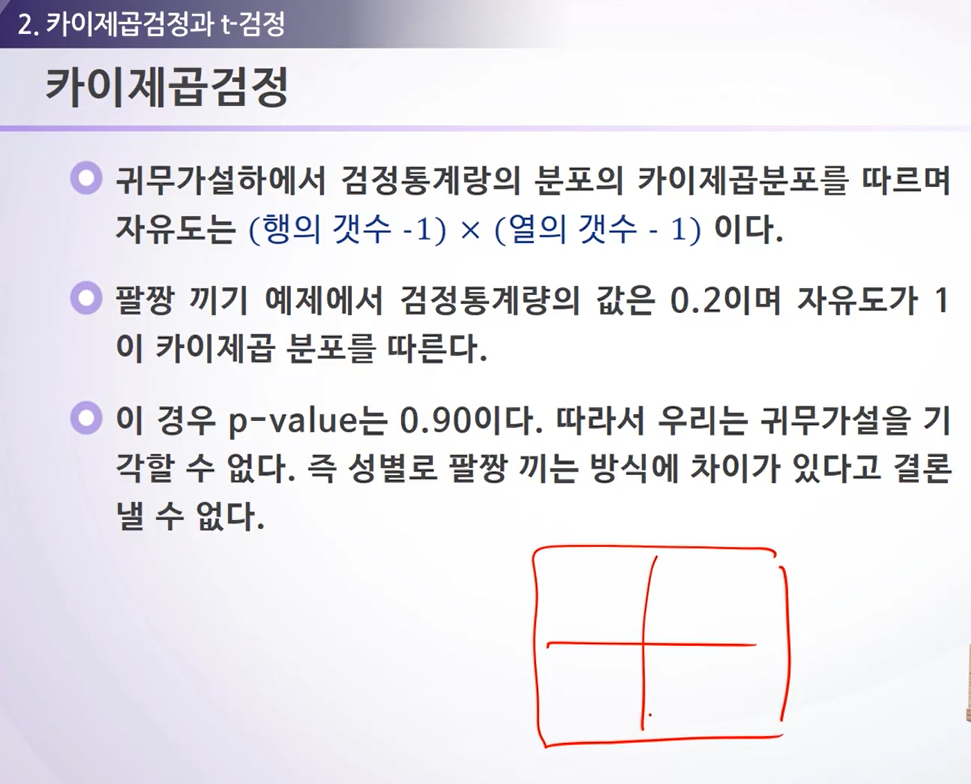 2. 카이제곱검정과 t-검정
카이제곱검정
귀무가설하에서 검정통계랑의 분포의 카이제곱분포를 따르며
자유도는 (행의 갯수 -1) × (열의 갯수 - 1) 이다.
팔짱 끼기 예제에서 검정통계량의 값은 0.2이며 자유도가 1
이 카이제곱 분포를 따른다.
이 경우 p-value는 0.90이다. 따라서 우리는 귀무가설을 기
각할 수 없다. 즉 성별로 팔짱 끼는 방식에 차이가 있다고 결론
낼 수 없다.